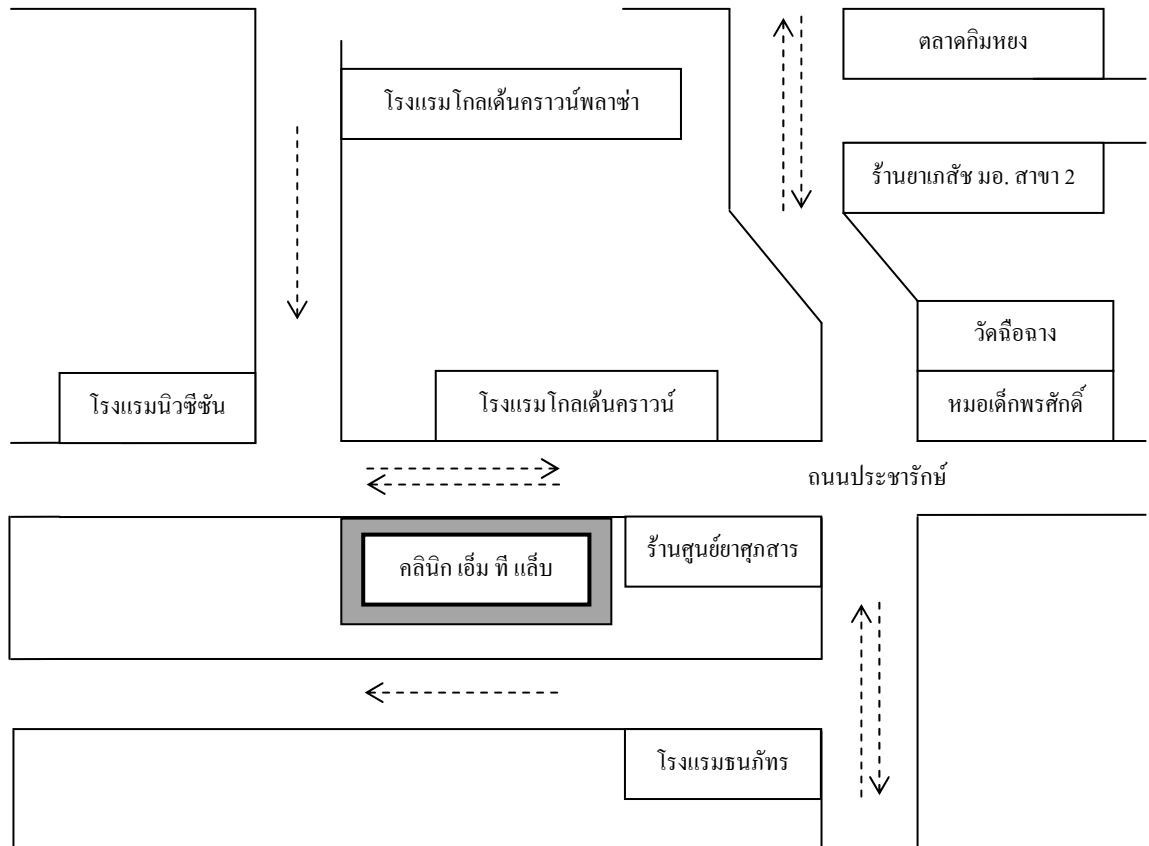 ตลาดกิมหยง
โรงแรมโกลเด้นคราวน์พลาซ่า
ร้านยาเภสัช มอ. สาขา 2
วัดฉือฉาง
โรงแรมนิวซีซัน
โรงแรมโกลเด้นคราวน์
หมอเด็กพรศักดิ์
ถนนประชารักษ์
คลินิก เอ็ม ที แล็บ
ร้านศูนย์ยาศุภสาร
โรงแรมธนภัทร